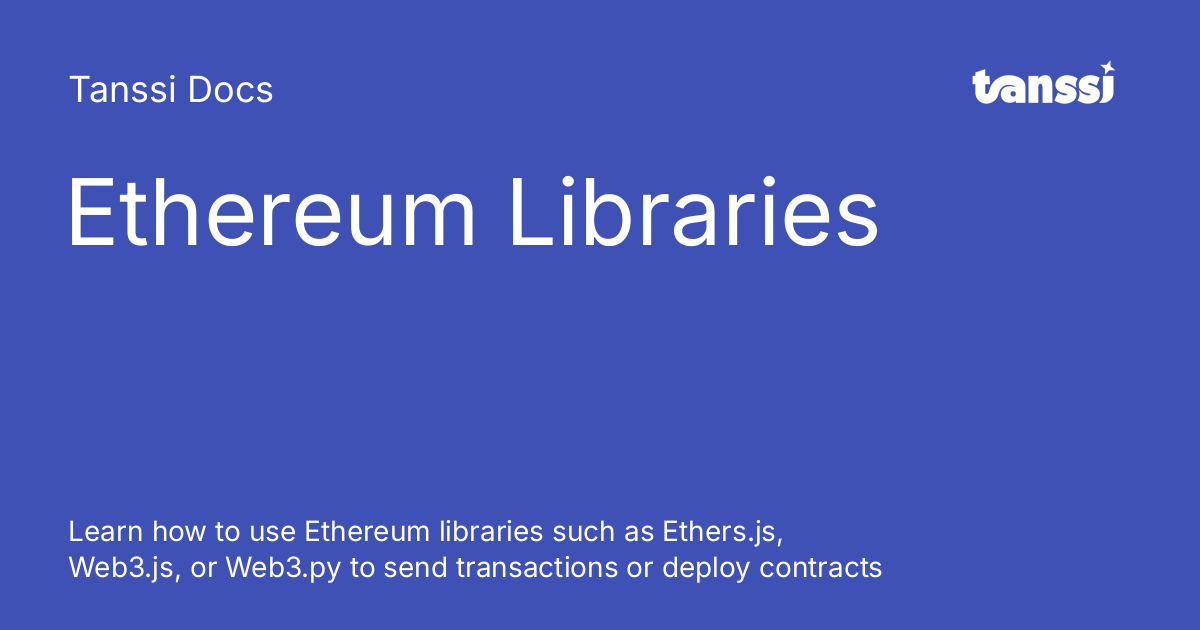 Tanssi Docs
tanssi
Ethereum Libraries
Learn how to use Ethereum libraries such as Ethers.js,
Web3.js, or Web3.py to send transactions or deploy contracts